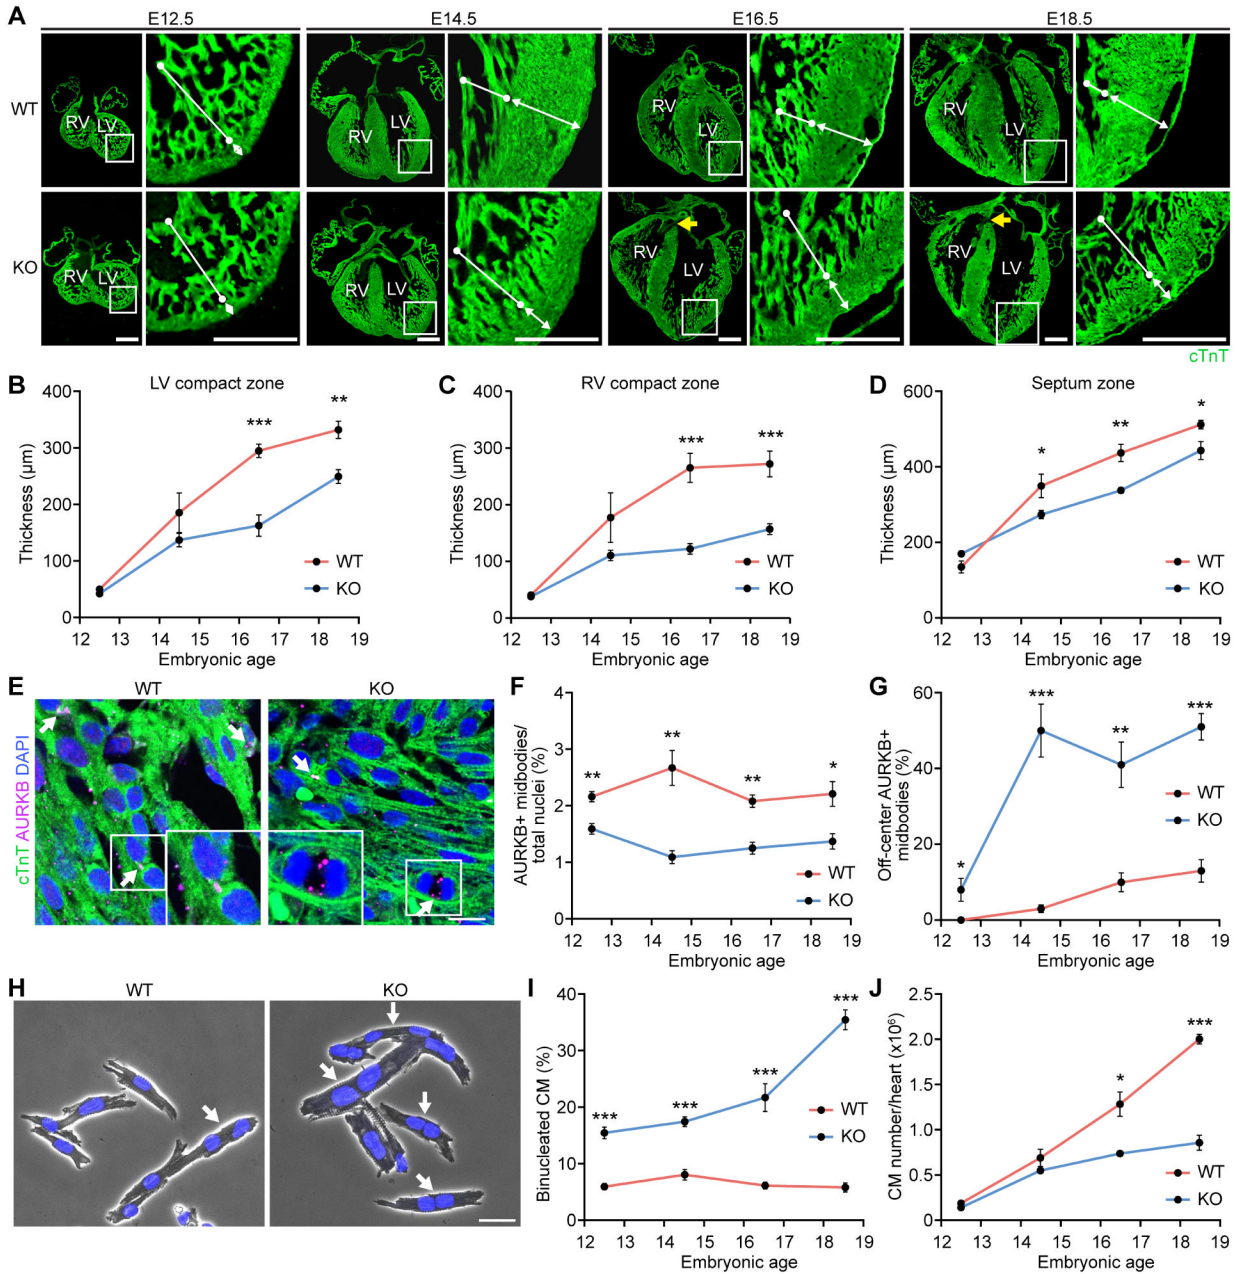 A
E12.5 E14.5 E16.5 E18.5
WT
RV LV RV LV RV LV RV LV
KO
RV LV RV LV RV LV RV LV
cTnT
B LV compact zone
400
300
200
100
0
Thickness (µm)
*** **
WT
KO
12 13 14 15 16 17 18 19
Embryonic age
C RV compact zone
400
300
200
100
0
Thickness (µm)
*** ***
WT
KO
12 13 14 15 16 17 18 19
Embryonic age
D Septum zone
600
400
200
0
Thickness (µm)
* ** *
WT
KO
12 13 14 15 16 17 18 19
Embryonic age
E WT KO
cTnT AURKB DAPI
F
4
3
2
1
0
AURKB+ midbodies/
total nuclei (%)
** ** ** *
WT
KO
12 13 14 15 16 17 18 19
Embryonic age
G
60
40
20
0
Off-center AURKB+
midbodies (%)
* *** ** ***
WT
KO
12 13 14 15 16 17 18 19
Embryonic age
H WT KO
I
40
30
20
10
0
Binucleated CM (%)
*** *** *** ***
WT
KO
12 13 14 15 16 17 18 19
Embryonic age
J
2.5
2.0
1.5
1.0
0.5
0
CM number/heart (x10⁶)
* ***
WT
KO
12 13 14 15 16 17 18 19
Embryonic age